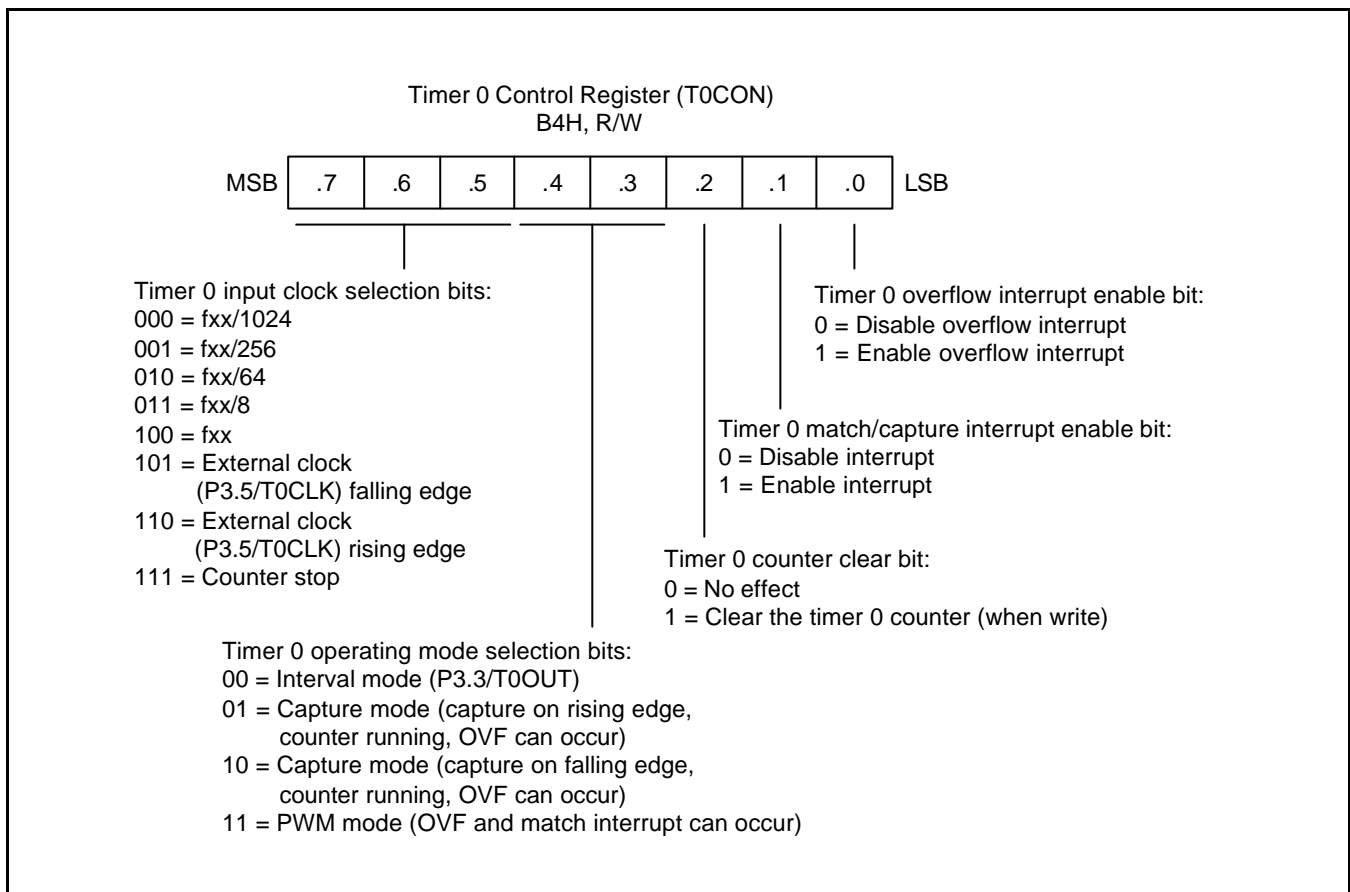 Timer 0 Control Register (T0CON)
B4H, R/W
MSB .7 .6 .5 .4 .3 .2 .1 .0 LSB
Timer 0 input clock selection bits:
000 = fxx/1024
001 = fxx/256
010 = fxx/64
011 = fxx/8
100 = fxx
101 = External clock
(P3.5/T0CLK) falling edge
110 = External clock
(P3.5/T0CLK) rising edge
111 = Counter stop
Timer 0 overflow interrupt enable bit:
0 = Disable overflow interrupt
1 = Enable overflow interrupt
Timer 0 match/capture interrupt enable bit:
0 = Disable interrupt
1 = Enable interrupt
Timer 0 counter clear bit:
0 = No effect
1 = Clear the timer 0 counter (when write)
Timer 0 operating mode selection bits:
00 = Interval mode (P3.3/T0OUT)
01 = Capture mode (capture on rising edge,
counter running, OVF can occur)
10 = Capture mode (capture on falling edge,
counter running, OVF can occur)
11 = PWM mode (OVF and match interrupt can occur)